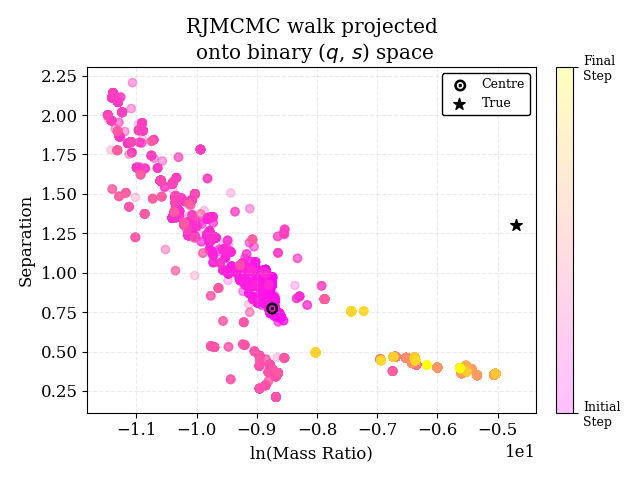 RJMCMC walk projected
onto binary (q, s) space
Centre
True
Final
Step
Initial
Step
2.25
2.00
1.75
1.50
1.25
1.00
0.75
0.50
0.25
Separation
−1.1
−1.0
−0.9
−0.8
−0.7
−0.6
−0.5
1e1
ln(Mass Ratio)